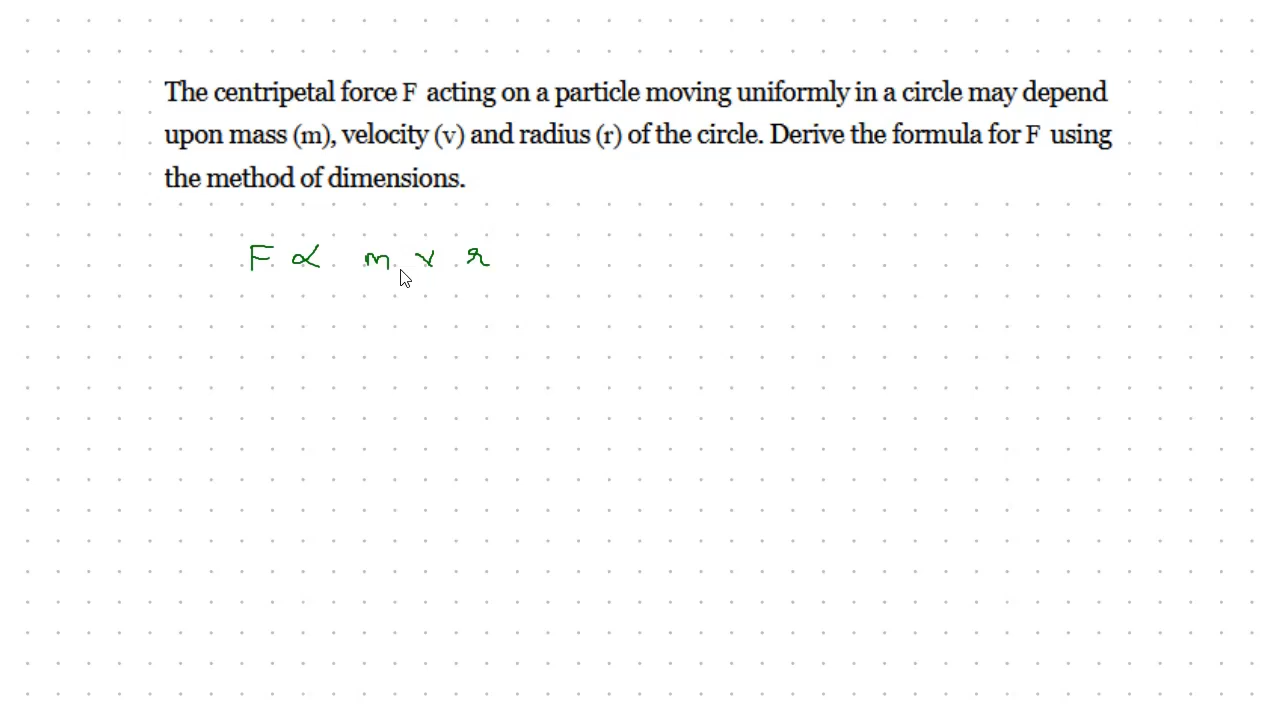 The centripetal force F acting on a particle moving uniformly in a circle may depend
upon mass (m), velocity (v) and radius (r) of the circle. Derive the formula for F using
the method of dimensions.
F ∝ m v r